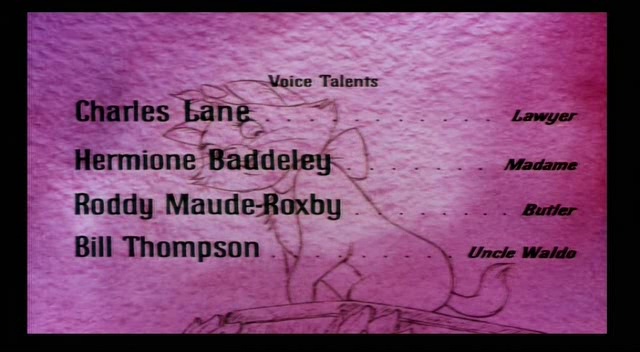 Voice Talents
Charles Lane . . . . . . . . . . . . Lawyer
Hermione Baddeley . . . . . . . . Madame
Roddy Maude-Roxby . . . . . . . . Butler
Bill Thompson . . . . . . . . . . Uncle Waldo